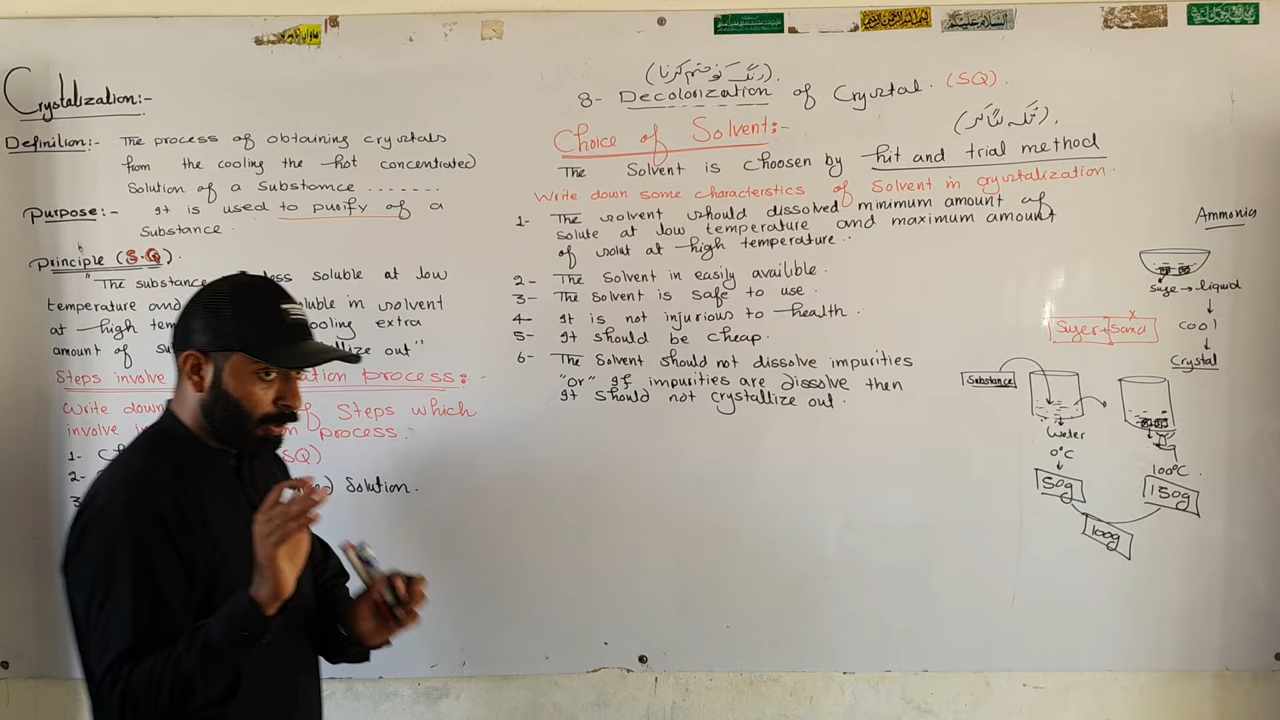 السلام علیکم
Crystalization:-
Definition:- The process of obtaining crystals
from the cooling the hot concentrated
Solution of a Substance .......
Purpose:- It is used to purify of a
Substance.
principle (S.Q).
"The substance less soluble at low
temperature and soluble in solvent
at high tem cooling extra
amount of su llize out"
Steps involve ation process:-
Write down of Steps which
involve in n process.
1- Ch SQ)
2- Solution.
3
8- Decolorization of Crystal. (SQ).
Choice of Solvent:-
The Solvent is choosen by hit and trial method
Write down some characterstics of Solvent in crystalization.
1- The solvent should dissolved minimum amount of
solute at low temperature and maximum amount
of solut at high temperature..
2- The Solvent in easily availible.
3- The Solvent is safe to use.
4- It is not injurious to health.
5- It should be cheap.
6- The Solvent should not dissolve impurities
"or" If impurities are dissolve then
It should not crystallize out.
Ammonics
Suger → liquid
cool
Crystal
Suger + Sand
x
Substance
Water
0°C
50g
100°C.
150g
100g